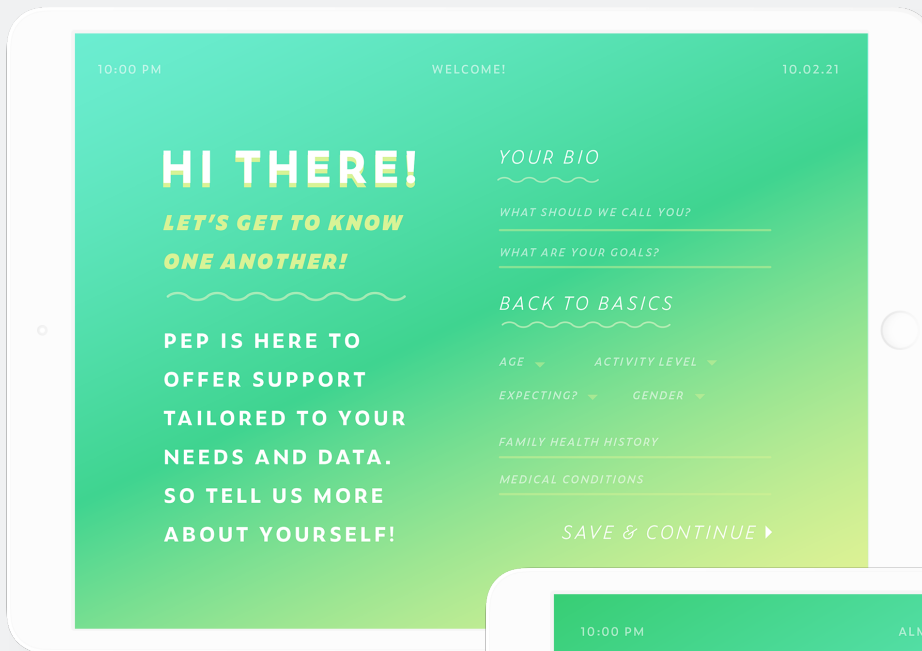 10:00 PM
WELCOME!
10.02.21
HI THERE!
LET'S GET TO KNOW
ONE ANOTHER!
PEP IS HERE TO
OFFER SUPPORT
TAILORED TO YOUR
NEEDS AND DATA.
SO TELL US MORE
ABOUT YOURSELF!
YOUR BIO
WHAT SHOULD WE CALL YOU?
WHAT ARE YOUR GOALS?
BACK TO BASICS
AGE
ACTIVITY LEVEL
EXPECTING?
GENDER
FAMILY HEALTH HISTORY
MEDICAL CONDITIONS
SAVE & CONTINUE
10:00 PM